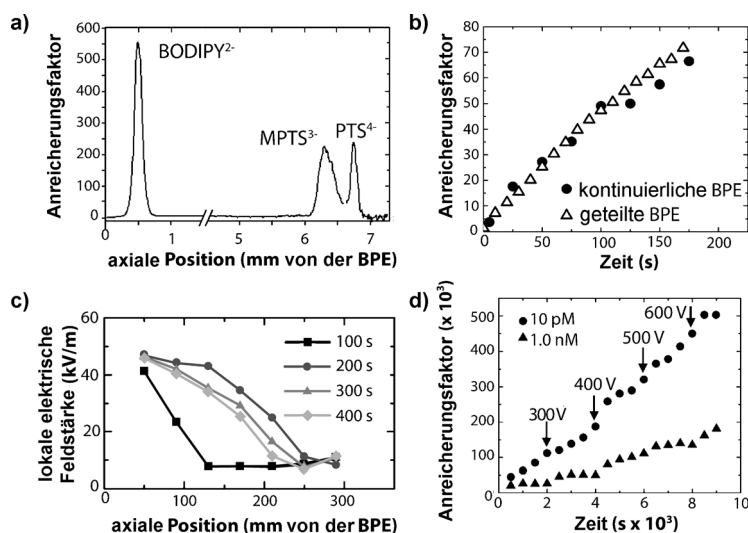 a)
Anreicherungsfaktor
600
500
400
300
200
100
0
BODIPY2-
MPTS3-
PTS4-
1
5
6
7
axiale Position (mm von der BPE)
b)
Anreicherungsfaktor
80
70
60
50
40
30
20
10
0
kontinuierliche BPE
geteilte BPE
0
50
100
150
200
Zeit (s)
c)
lokale elektrische
Feldstärke (kV/m)
60
40
20
0
100 s
200 s
300 s
400 s
0
100
200
300
axiale Position (mm von der BPE)
d)
Anreicherungsfaktor (x 10³)
500
400
300
200
100
0
10 pM
1.0 nM
300 V
400 V
500 V
600 V
0
2
4
6
8
10
Zeit (s x 10³)